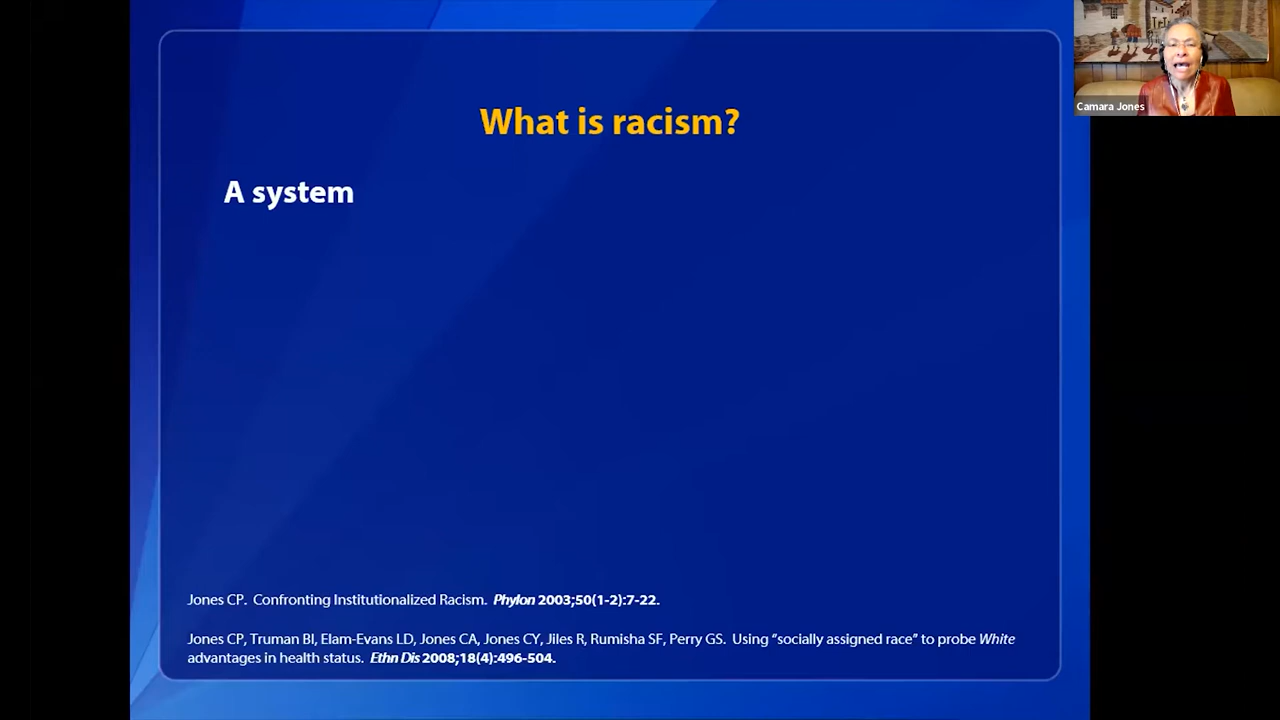 Camara Jones
What is racism?
A system
Jones CP. Confronting Institutionalized Racism. Phylon 2003;50(1-2):7-22.
Jones CP, Truman BI, Elam-Evans LD, Jones CA, Jones CY, Jiles R, Rumisha SF, Perry GS. Using “socially assigned race” to probe White
advantages in health status. Ethn Dis 2008;18(4):496-504.